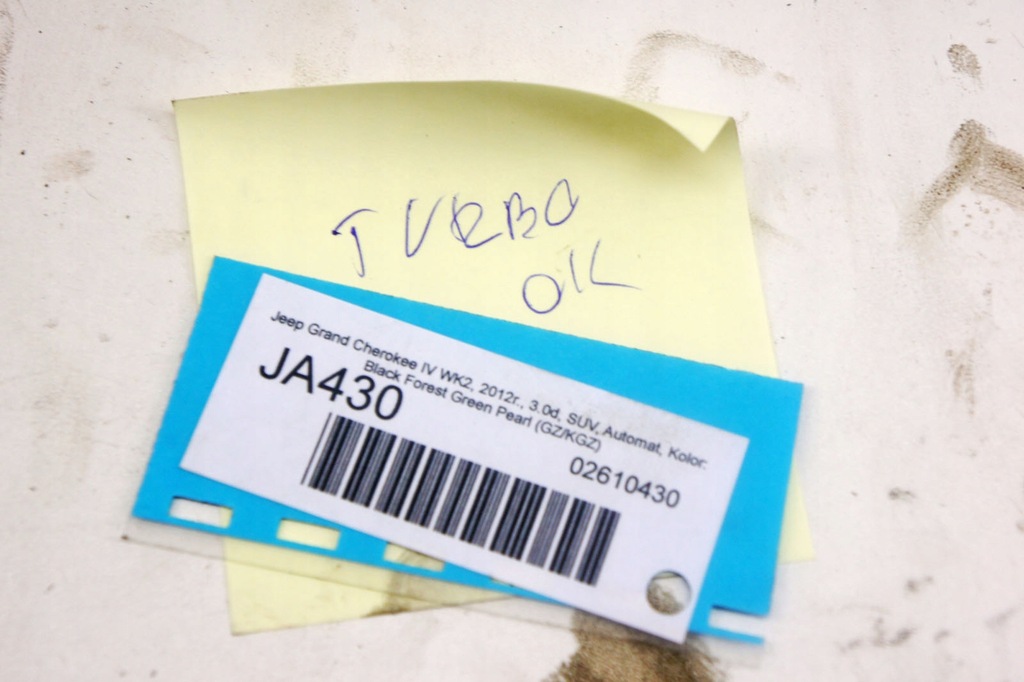 TURBO
OK
Jeep Grand Cherokee IV WK2, 2012r., 3.0d, SUV, Automat, Kolor:
Black Forest Green Pearl (GZ/KGZ)
JA430
02610430